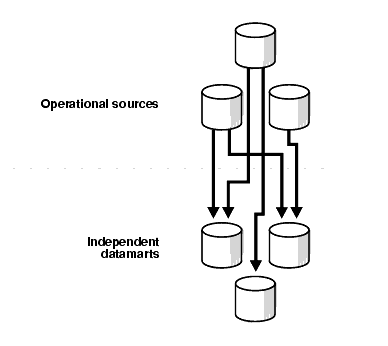 Operational sources
Independent
datamarts